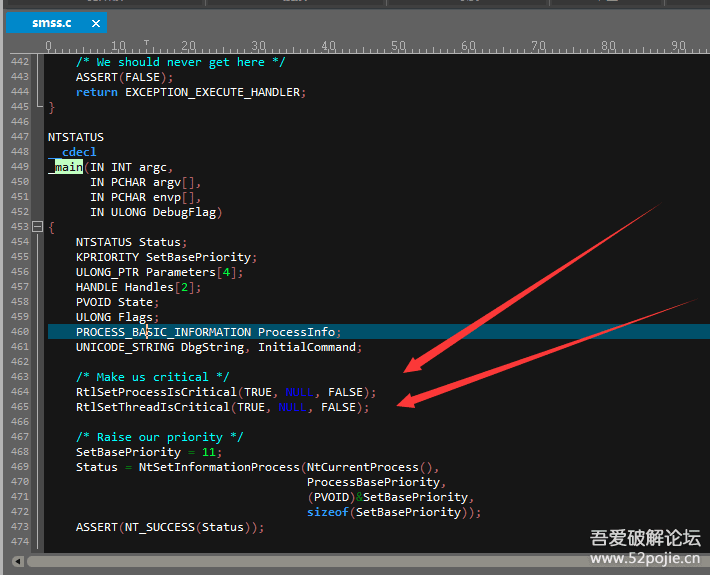 smss.c ×
0 10 20 30 40 50 60 70 80 90
442 /* We should never get here */
443 ASSERT(FALSE);
444 return EXCEPTION_EXECUTE_HANDLER;
445 }
446
447 NTSTATUS
448 __cdecl
449 _main(IN INT argc,
450 IN PCHAR argv[],
451 IN PCHAR envp[],
452 IN ULONG DebugFlag)
453 {
454 NTSTATUS Status;
455 KPRIORITY SetBasePriority;
456 ULONG_PTR Parameters[4];
457 HANDLE Handles[2];
458 PVOID State;
459 ULONG Flags;
460 PROCESS_BASIC_INFORMATION ProcessInfo;
461 UNICODE_STRING DbgString, InitialCommand;
462
463 /* Make us critical */
464 RtlSetProcessIsCritical(TRUE, NULL, FALSE);
465 RtlSetThreadIsCritical(TRUE, NULL, FALSE);
466
467 /* Raise our priority */
468 SetBasePriority = 11;
469 Status = NtSetInformationProcess(NtCurrentProcess(),
470 ProcessBasePriority,
471 (PVOID)&SetBasePriority,
472 sizeof(SetBasePriority));
473 ASSERT(NT_SUCCESS(Status));
474
吾爱破解论坛
www.52pojie.cn